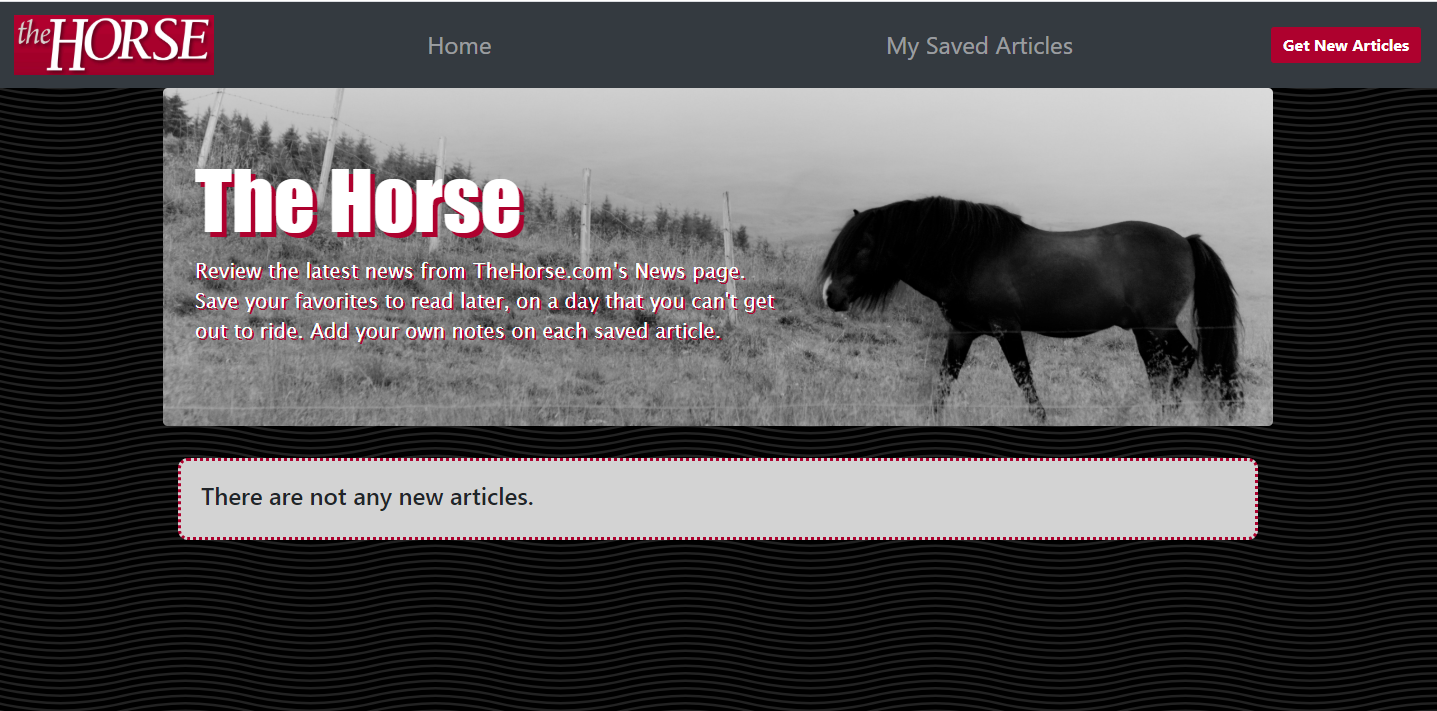 the HORSE
Home
My Saved Articles
Get New Articles
The Horse
Review the latest news from TheHorse.com's News page.
Save your favorites to read later, on a day that you can't get
out to ride. Add your own notes on each saved article.
There are not any new articles.